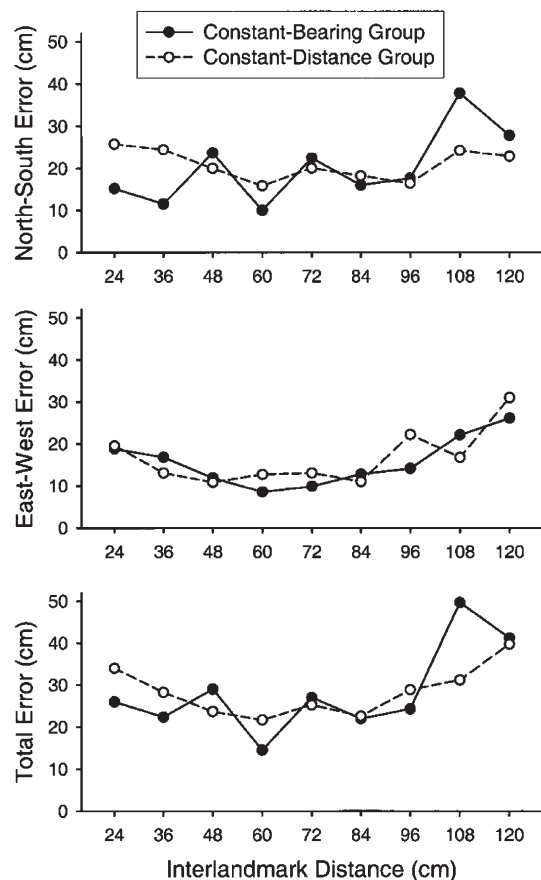 Constant-Bearing Group
Constant-Distance Group
North-South Error (cm)
50
40
30
20
10
0
24 36 48 60 72 84 96 108 120
East-West Error (cm)
50
40
30
20
10
0
24 36 48 60 72 84 96 108 120
Total Error (cm)
50
40
30
20
10
0
24 36 48 60 72 84 96 108 120
Interlandmark Distance (cm)